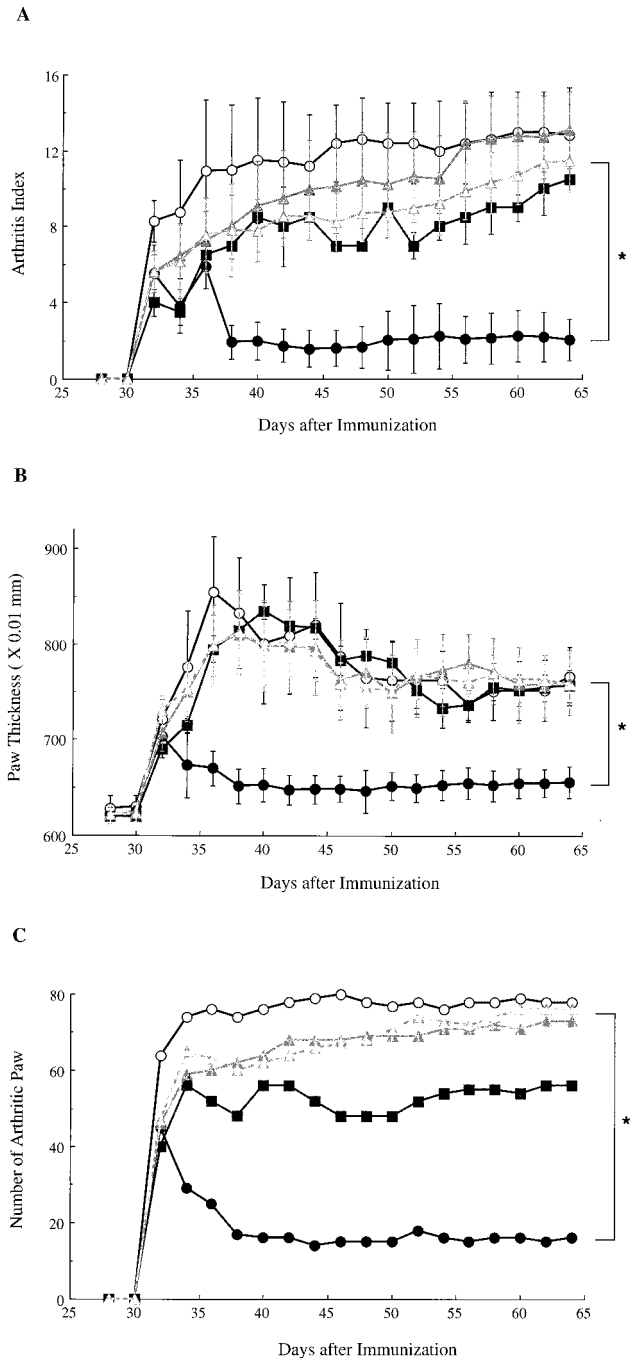 A
16
12
8
4
0
Arthritis Index
*
25 30 35 40 45 50 55 60 65
Days after Immunization
B
900
800
700
600
Paw Thickness ( X 0.01 mm)
*
25 30 35 40 45 50 55 60 65
Days after Immunization
C
80
60
40
20
0
Number of Arthritic Paw
*
25 30 35 40 45 50 55 60 65
Days after Immunization